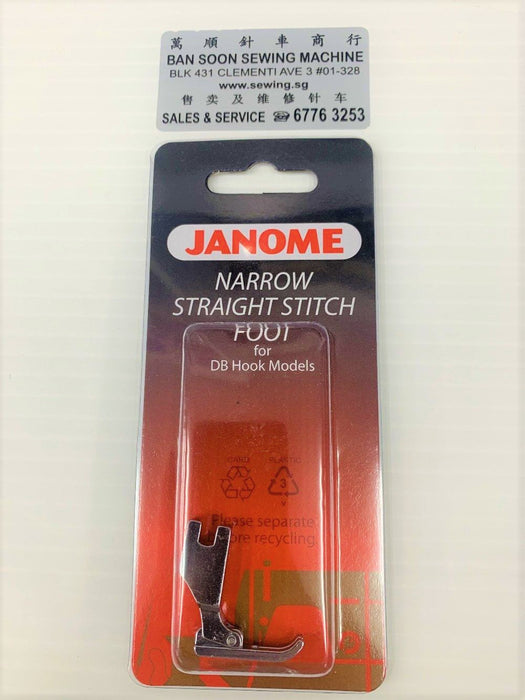 萬順針車商行
BAN SOON SEWING MACHINE
BLK 431 CLEMENTI AVE 3 #01-328
www.sewing.sg
售卖及维修针车
SALES & SERVICE ☎ 6776 3253
JANOME
NARROW
STRAIGHT STITCH
FOOT
for
DB Hook Models
CARD PLASTIC
3
V
Please separate
before recycling.